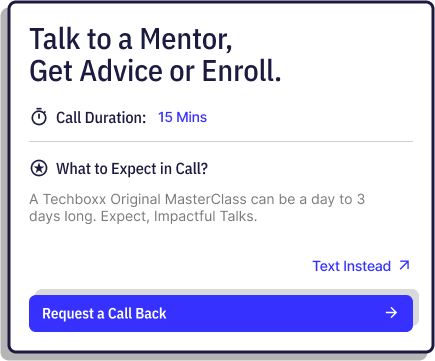 Talk to a Mentor,
Get Advice or Enroll.
Call Duration: 15 Mins
What to Expect in Call?
A Techboxx Original MasterClass can be a day to 3
days long. Expect, Impactful Talks.
Text Instead
Request a Call Back